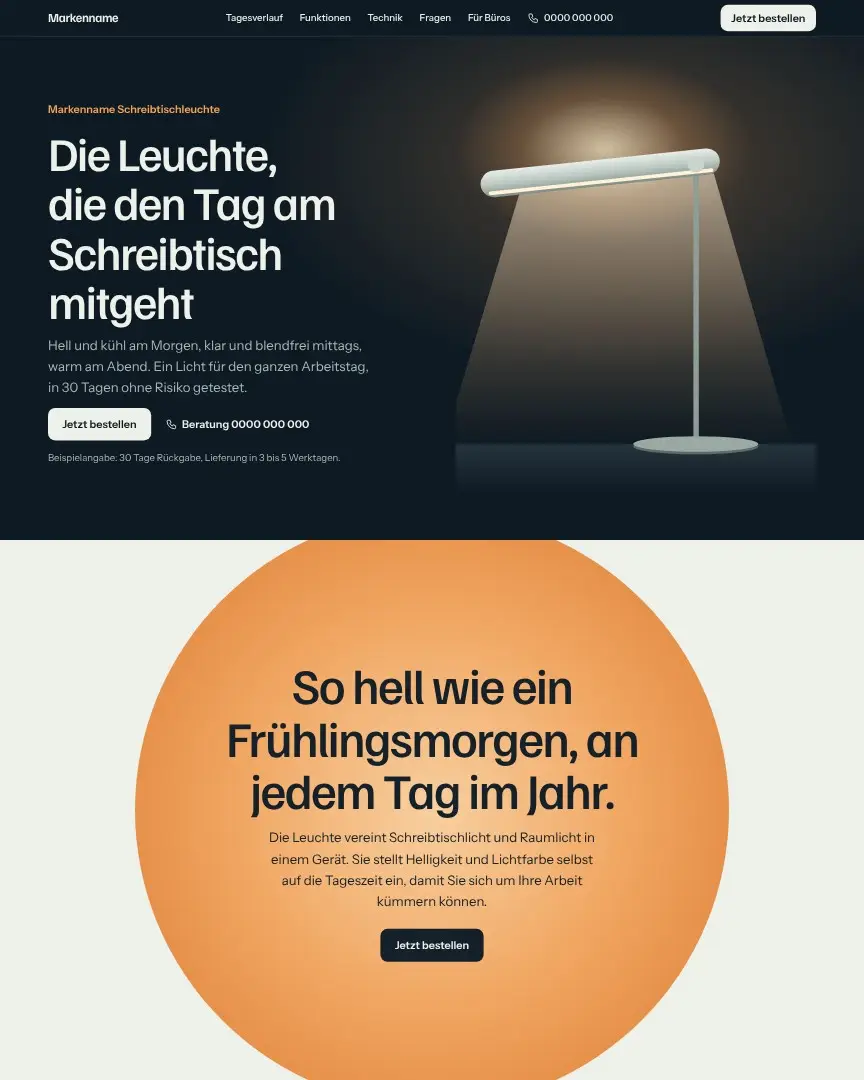 Markenname
Tagesverlauf Funktionen Technik Fragen Für Büros 0000 000 000
Jetzt bestellen
Markenname Schreibtischleuchte
Die Leuchte,
die den Tag am
Schreibtisch
mitgeht
Hell und kühl am Morgen, klar und blendfrei mittags,
warm am Abend. Ein Licht für den ganzen Arbeitstag,
in 30 Tagen ohne Risiko getestet.
Jetzt bestellen
Beratung 0000 000 000
Beispielangabe: 30 Tage Rückgabe, Lieferung in 3 bis 5 Werktagen.
So hell wie ein
Frühlingsmorgen, an
jedem Tag im Jahr.
Die Leuchte vereint Schreibtischlicht und Raumlicht in
einem Gerät. Sie stellt Helligkeit und Lichtfarbe selbst
auf die Tageszeit ein, damit Sie sich um Ihre Arbeit
kümmern können.
Jetzt bestellen